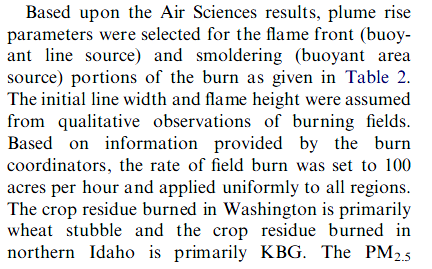 Based upon the Air Sciences results, plume rise
parameters were selected for the flame front (buoy-
ant line source) and smoldering (buoyant area
source) portions of the burn as given in Table 2.
The initial line width and flame height were assumed
from qualitative observations of burning fields.
Based on information provided by the burn
coordinators, the rate of field burn was set to 100
acres per hour and applied uniformly to all regions.
The crop residue burned in Washington is primarily
wheat stubble and the crop residue burned in
northern Idaho is primarily KBG. The PM2.5